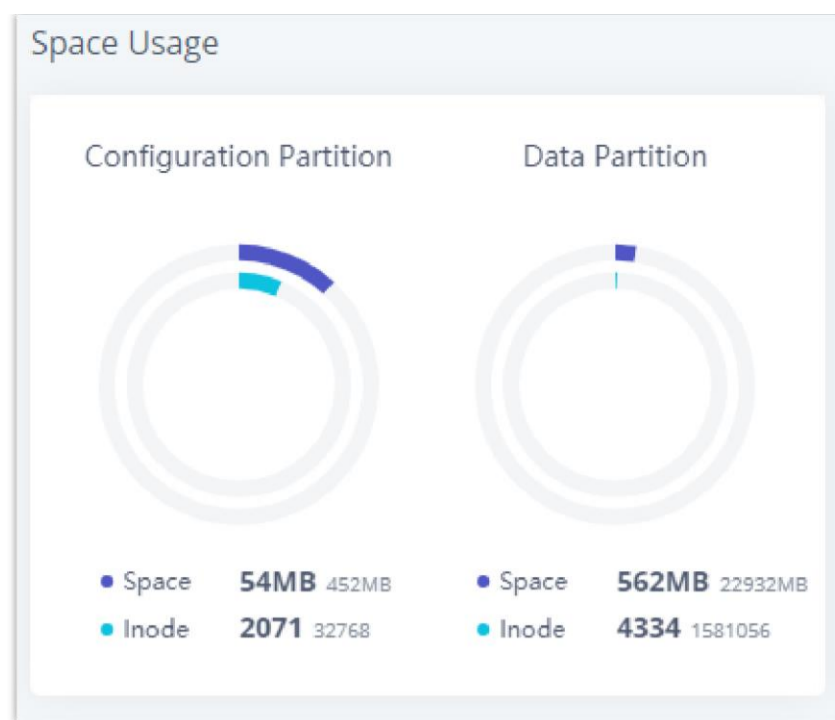 Space Usage
Configuration Partition
Data Partition
Space 54MB 452MB
Inode 2071 32768
Space 562MB 22932MB
Inode 4334 1581056